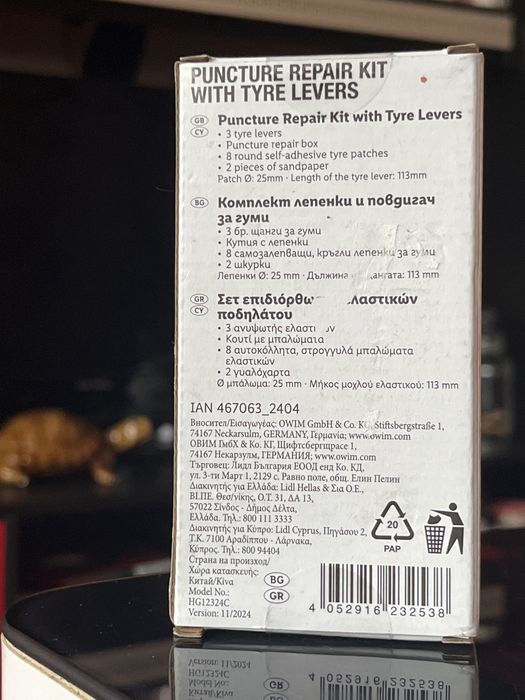 PUNCTURE REPAIR KIT
WITH TYRE LEVERS
GB CY Puncture Repair Kit with Tyre Levers
• 3 tyre levers
• Puncture repair box
• 8 round self-adhesive tyre patches
• 2 pieces of sandpaper
Patch Ø: 25mm · Length of the tyre lever: 113mm
BG Комплект лепенки и повдигач
за гуми
• 3 бр. щанги за гуми
• Кутия с лепенки
• 8 самозалепващи, кръгли лепенки за гуми
• 2 шкурки
Лепенки Ø: 25 mm · Дължина ангата: 113 mm
GR CY Σετ επιδιόρθω λαστικών
ποδηλάτου
• 3 ανυψωτής ελαστι ών
• Κουτί με μπαλώματα
• 8 αυτοκόλλητα, στρογγυλά μπαλώματα
ελαστικών
• 2 γυαλόχαρτα
Ø μπάλωμα: 25 mm · Μήκος μοχλού ελαστικού: 113 mm
IAN 467063_2404
Вносител/Εισαγωγέας: OWIM GmbH & Co. KG, Stiftsbergstraße 1,
74167 Neckarsulm, GERMANY, Γερμανία; www.owim.com
ОВИМ ГмбХ & Ко. КГ, Щифтсбергщрасе 1,
74167 Некарзулм, ГЕРМАНИЯ; www.owim.com
Търговец: Лидл България ЕООД енд Ко. КД,
ул. 3-ти Март 1, 2129 с. Равно поле, общ. Елин Пелин
Διακινητής για Ελλάδα: Lidl Hellas & Σια Ο.Ε.,
ΒΙ.ΠΕ. Θεσ/νίκης, Ο.Τ. 31, ΔΑ 13,
57022 Σίνδος - Δήμος Δέλτα,
Ελλάδα. Τηλ.: 800 111 3333
Διακινητής για Κύπρο: Lidl Cyprus, Πηγάσου 2,
Τ.Κ. 7100 Αραδίππου - Λάρνακα,
Κύπρος. Τηλ.: 800 94404
Страна на произход/
Χώρα κατασκευής:
Китай/Κίνα
Model No.:
HG12324C
Version: 11/2024
BG
GR
20
PAP
4 052916 232538